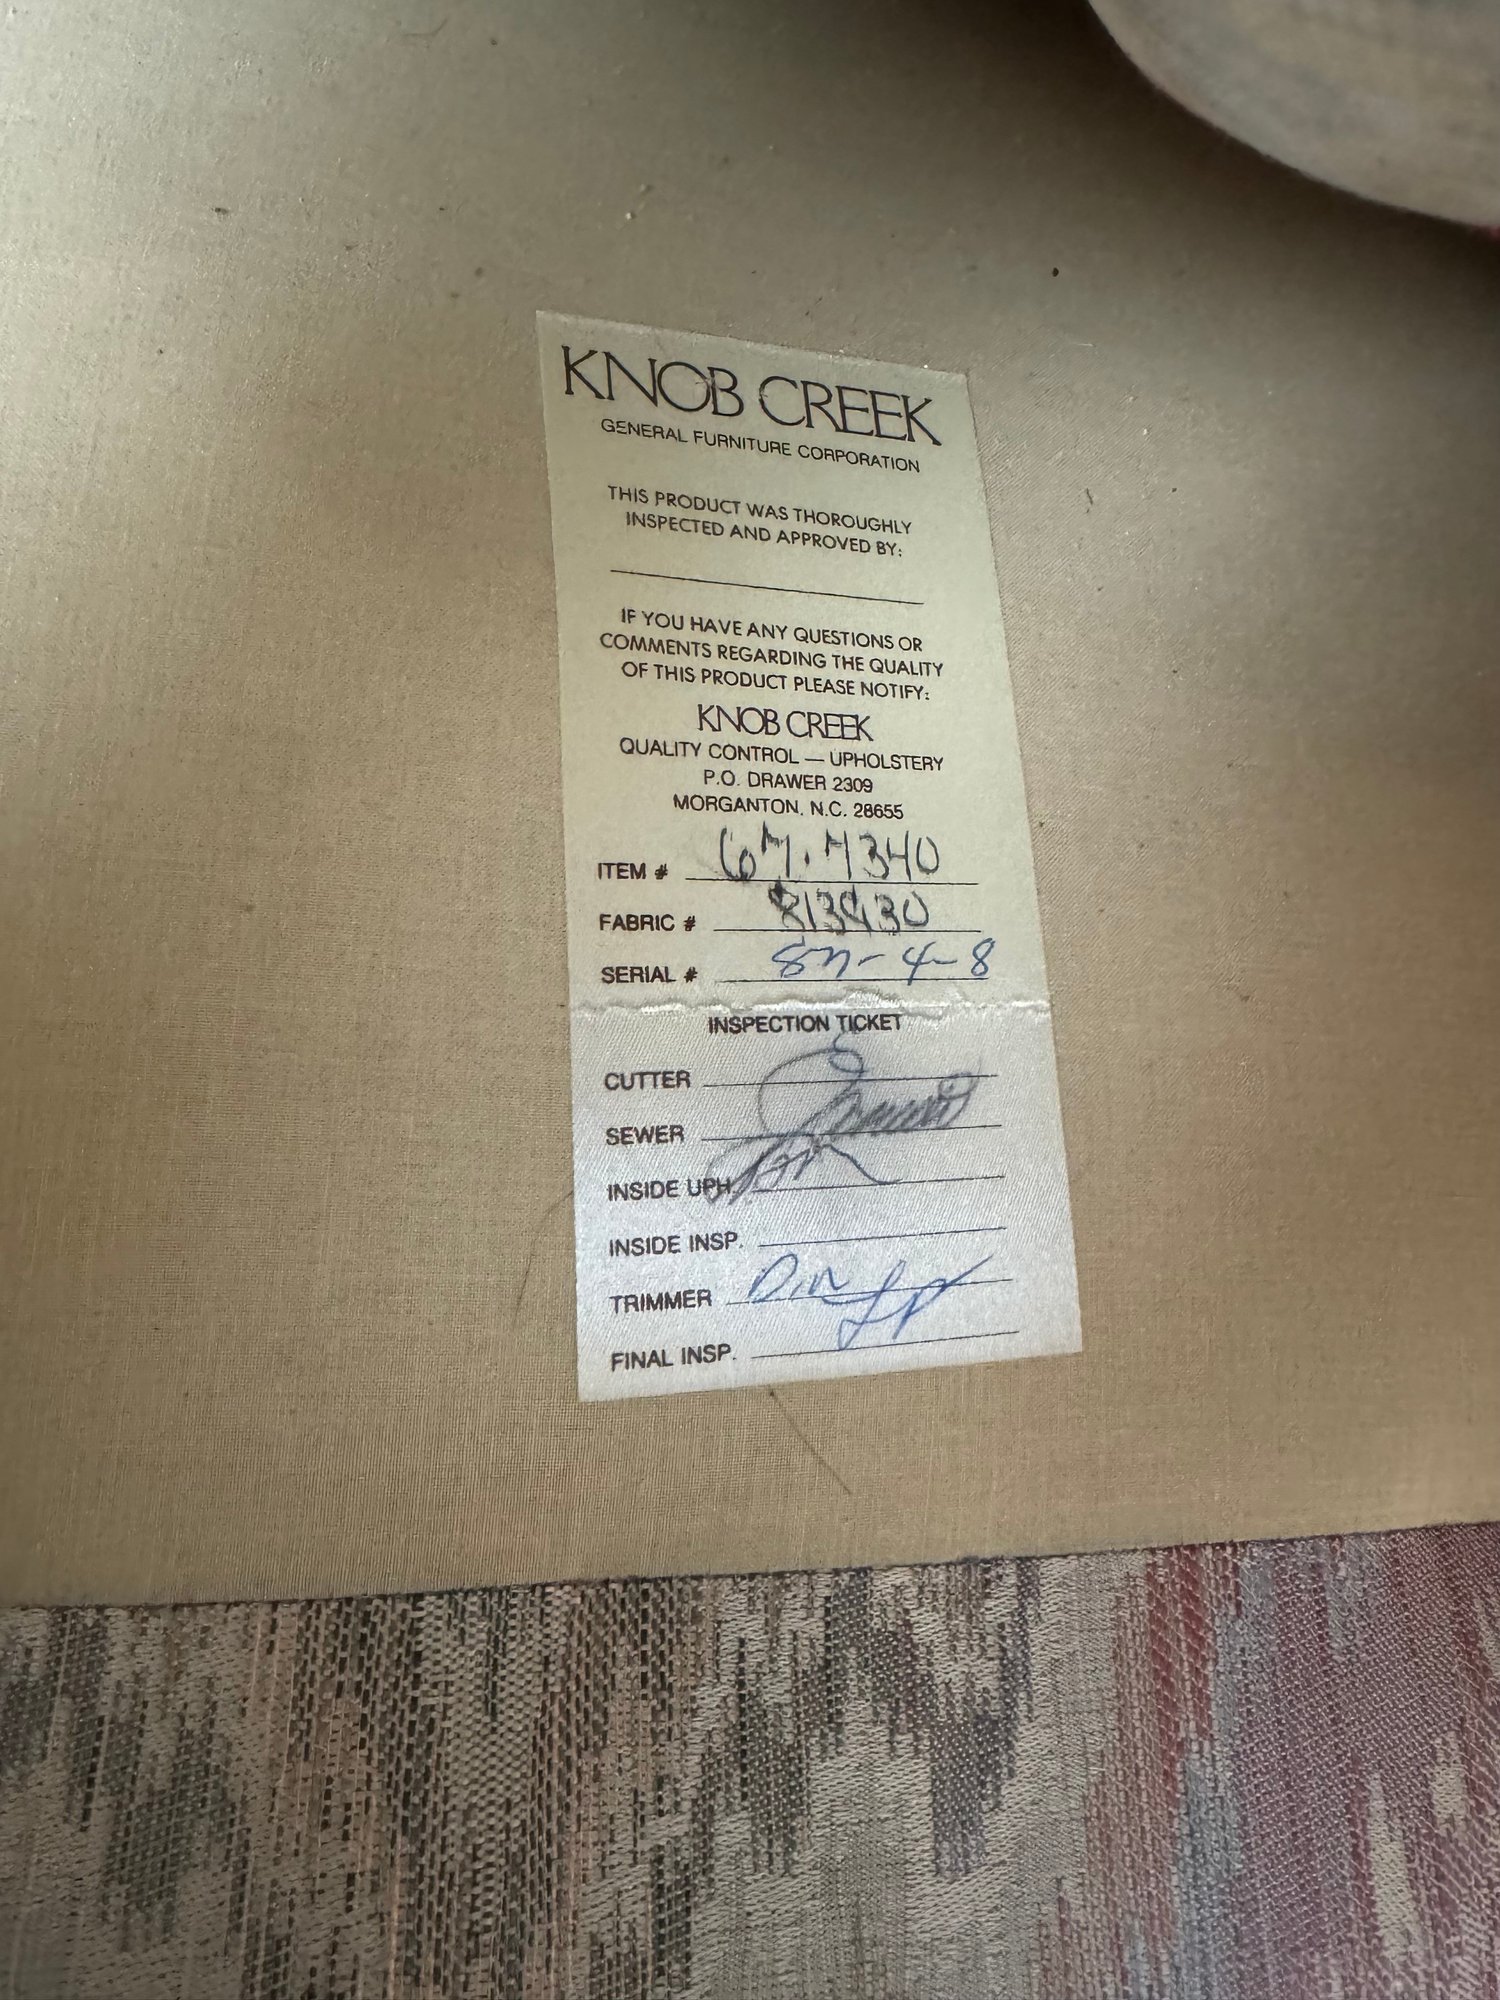 KNOB CREEK
GENERAL FURNITURE CORPORATION
THIS PRODUCT WAS THOROUGHLY
INSPECTED AND APPROVED BY:
IF YOU HAVE ANY QUESTIONS OR
COMMENTS REGARDING THE QUALITY
OF THIS PRODUCT PLEASE NOTIFY:
KNOB CREEK
QUALITY CONTROL — UPHOLSTERY
P.O. DRAWER 2309
MORGANTON, N.C. 28655
ITEM # 67.7340
FABRIC # 813930
SERIAL # 87-4-8
INSPECTION TICKET
CUTTER
SEWER
INSIDE UPH.
INSIDE INSP.
TRIMMER
FINAL INSP.